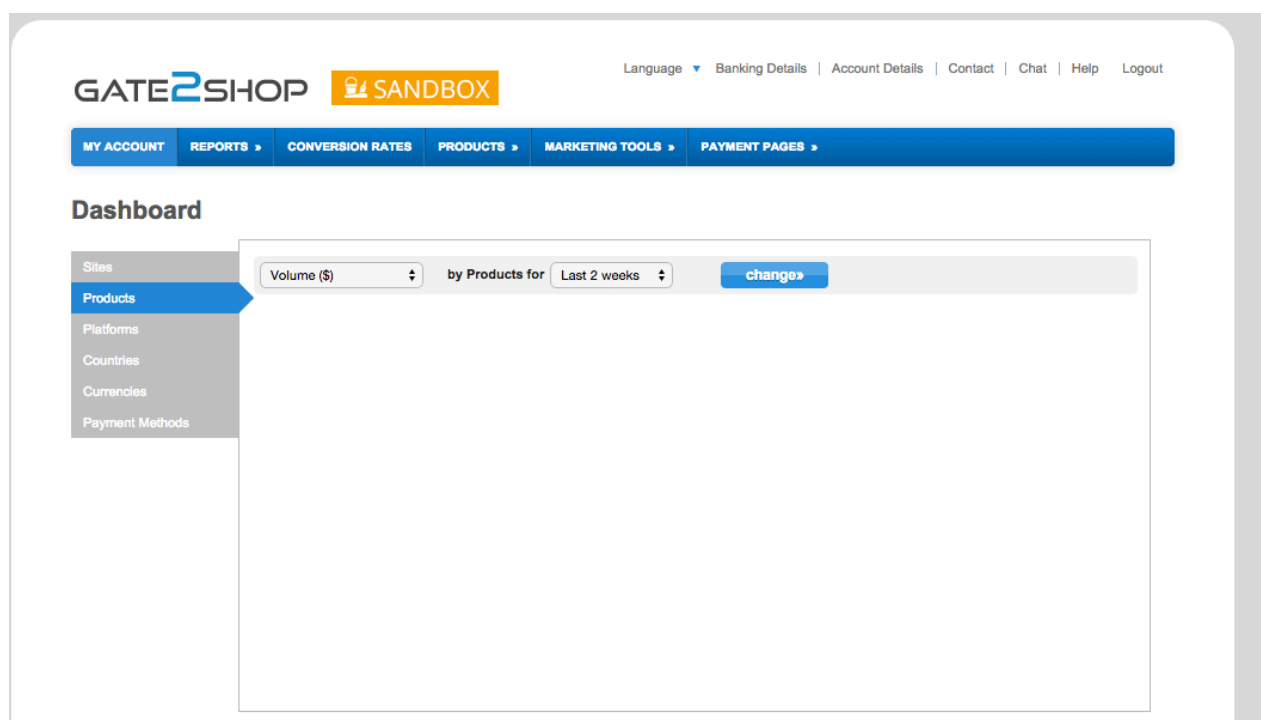 Language ▼ Banking Details | Account Details | Contact | Chat | Help Logout
GATE2SHOP SANDBOX
MY ACCOUNT REPORTS » CONVERSION RATES PRODUCTS » MARKETING TOOLS » PAYMENT PAGES »
Dashboard
Sites
Volume ($) by Products for Last 2 weeks change»
Products
Platforms
Countries
Currencies
Payment Methods